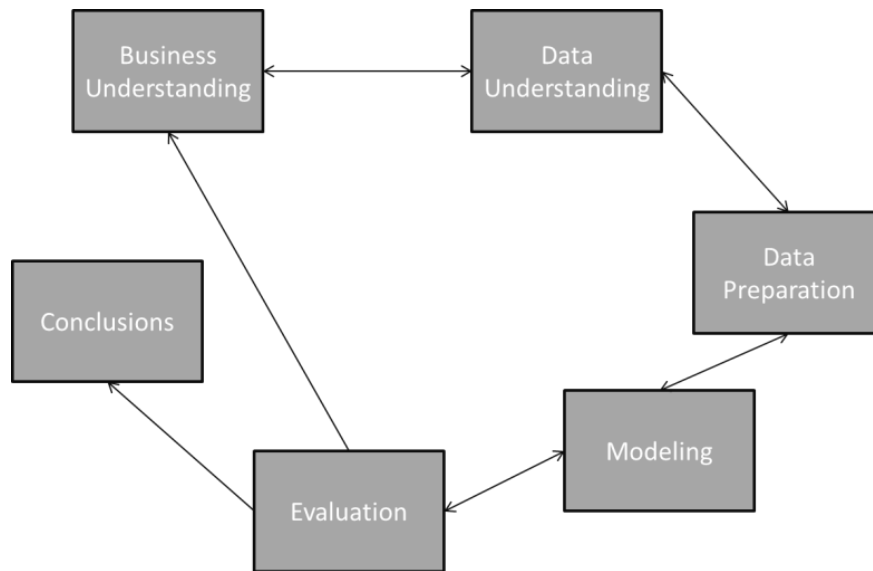 Business
Understanding
Data
Understanding
Data
Preparation
Conclusions
Modeling
Evaluation